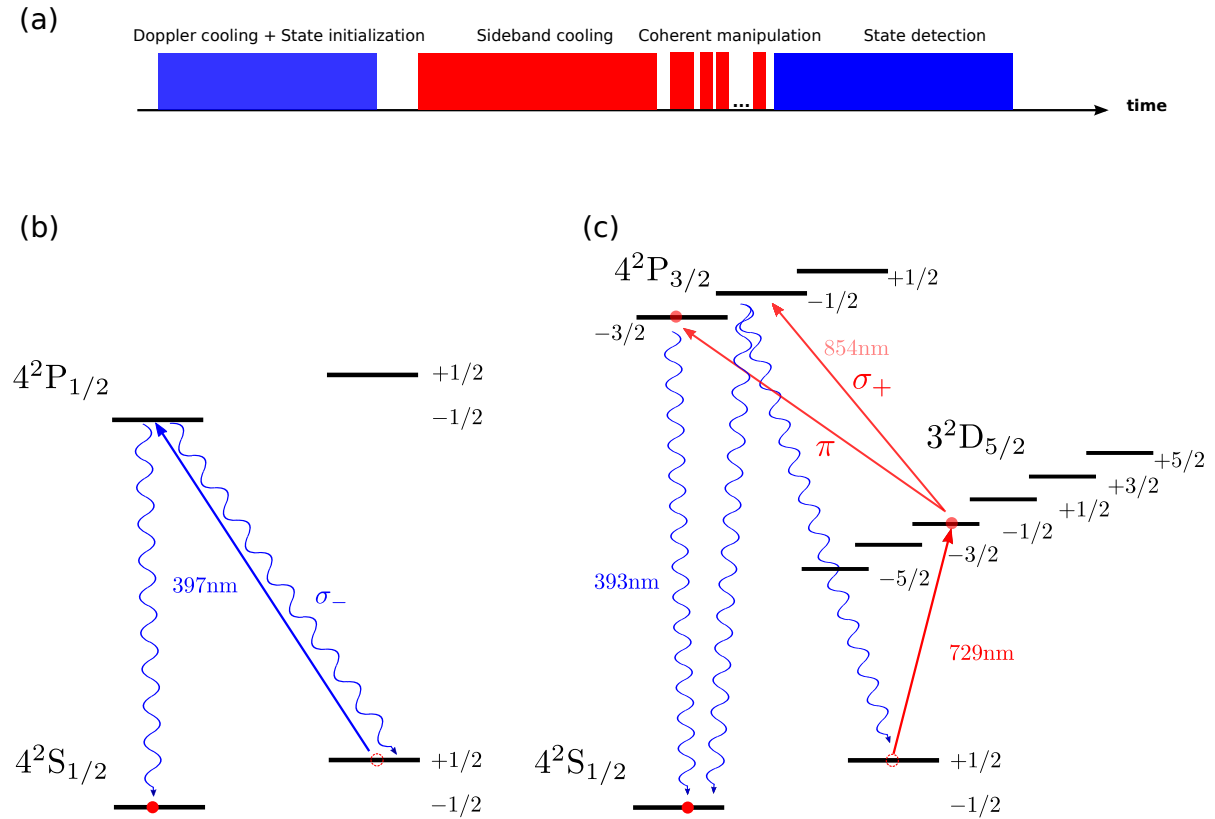 (a)
Doppler cooling + State initialization
Sideband cooling
Coherent manipulation
State detection
...
time
(b)
4²P₁/₂
+1/2
−1/2
397nm
σ₋
4²S₁/₂
+1/2
−1/2
(c)
4²P₃/₂
+1/2
−1/2
−3/2
854nm
σ₊
π
3²D₅/₂
+5/2
+3/2
+1/2
−1/2
−3/2
−5/2
393nm
729nm
4²S₁/₂
+1/2
−1/2